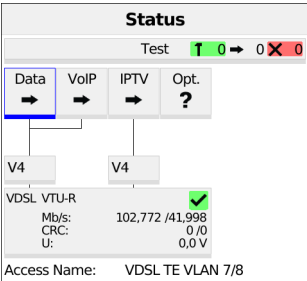 Status
Test 0 ➡ 0 0
Data VoIP IPTV Opt.
?
V4 V4
VDSL VTU-R
Mb/s: 102,772 /41,998
CRC: 0 /0
U: 0,0 V
Access Name: VDSL TE VLAN 7/8